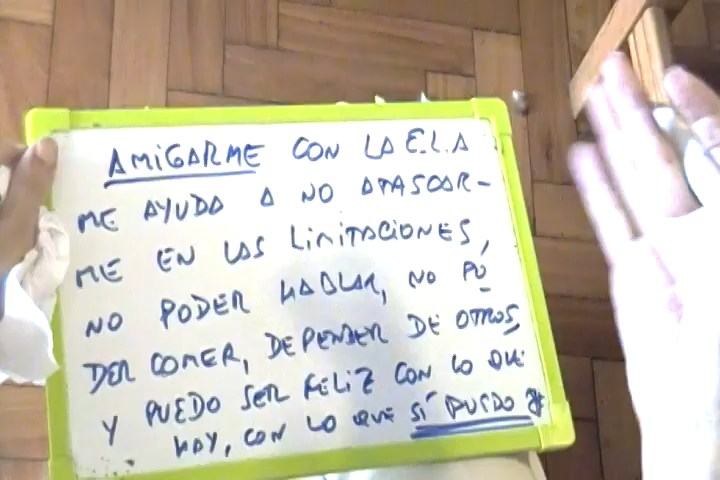 AMIGARME CON LA E.L.A
ME AYUDA A NO ATASCAR-
ME EN LAS LIMITACIONES,
NO PODER HABLAR, NO PO
DER COMER, DEPENDER DE OTROS,
Y PUEDO SER FELIZ CON LO QUE
HAY, CON LO QUE SÍ PUEDO